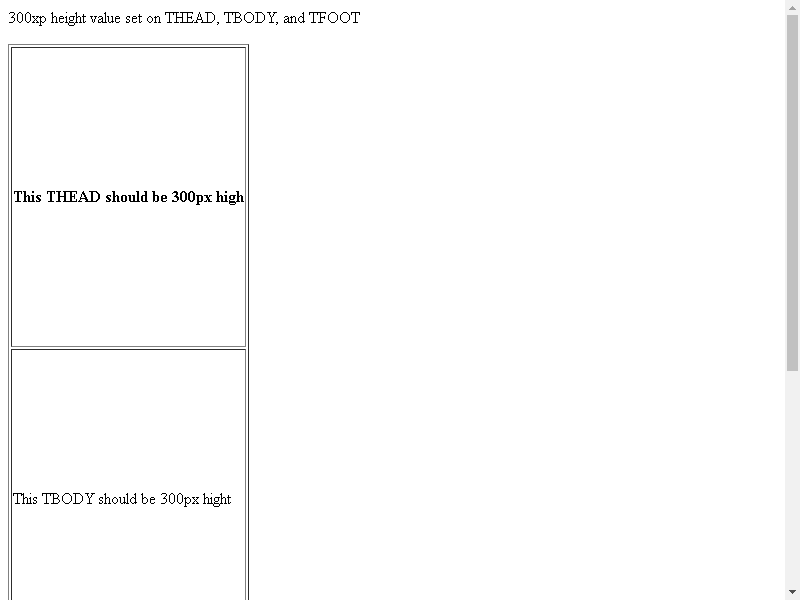 300xp height value set on THEAD, TBODY, and TFOOT
This THEAD should be 300px high
This TBODY should be 300px hight